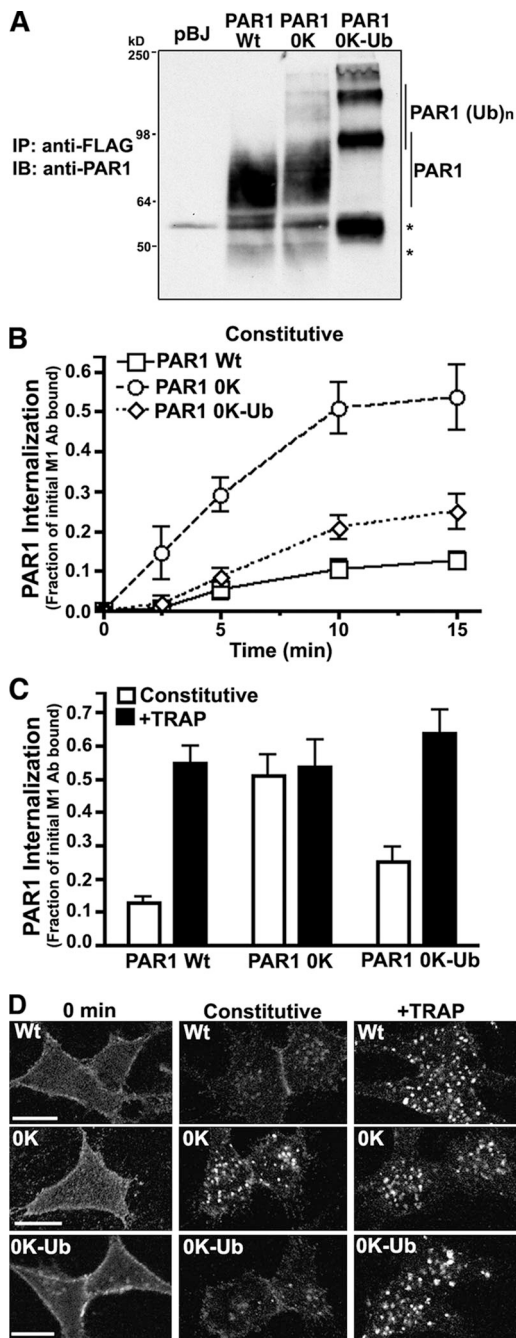 A
kD
pBJ
PAR1 Wt
PAR1 0K
PAR1 0K-Ub
250
98
64
50
IP: anti-FLAG
IB: anti-PAR1
PAR1 (Ub)n
PAR1
*
*
B
Constitutive
PAR1 Wt
PAR1 0K
PAR1 0K-Ub
PAR1 Internalization
(Fraction of initial M1 Ab bound)
0.6
0.5
0.4
0.3
0.2
0.1
0.0
0 5 10 15
Time (min)
C
Constitutive
+TRAP
PAR1 Internalization
(Fraction of initial M1 Ab bound)
0.7
0.6
0.5
0.4
0.3
0.2
0.1
0.0
PAR1 Wt PAR1 0K PAR1 0K-Ub
D
0 min Constitutive +TRAP
Wt Wt Wt
0K 0K 0K
0K-Ub 0K-Ub 0K-Ub